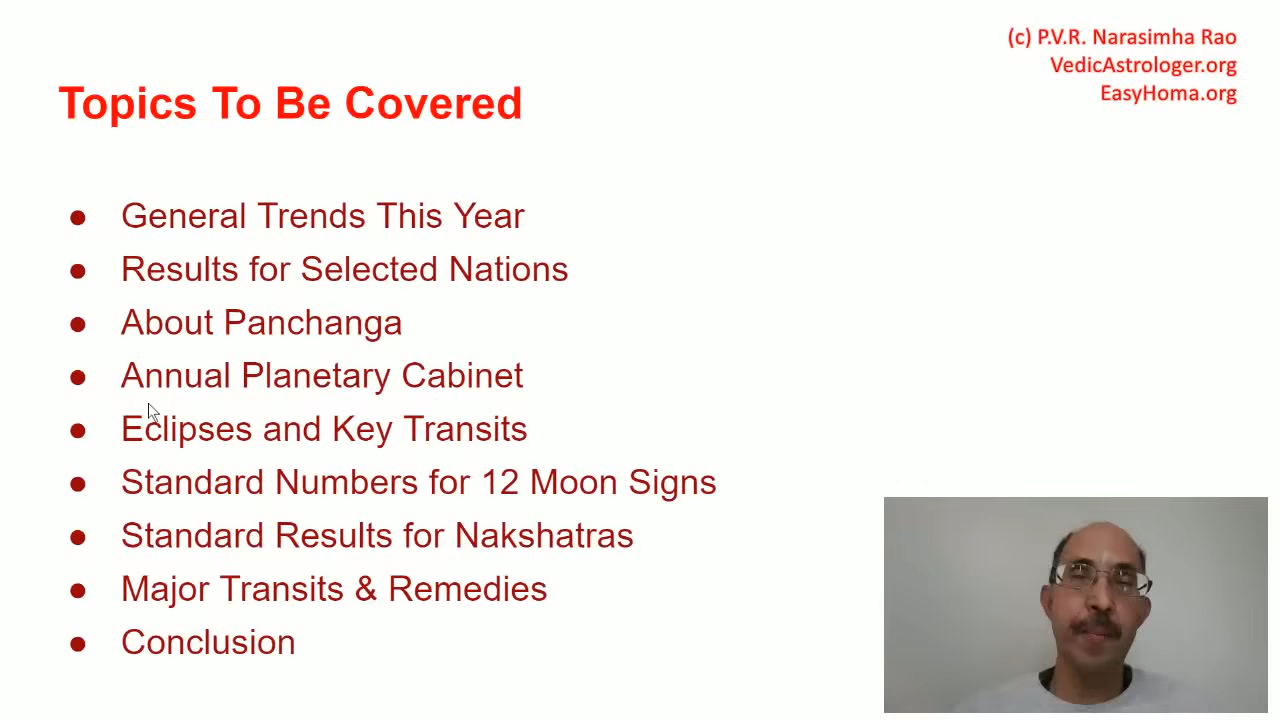 (c) P.V.R. Narasimha Rao
VedicAstrologer.org
EasyHoma.org
Topics To Be Covered
● General Trends This Year
● Results for Selected Nations
● About Panchanga
● Annual Planetary Cabinet
● Eclipses and Key Transits
● Standard Numbers for 12 Moon Signs
● Standard Results for Nakshatras
● Major Transits & Remedies
● Conclusion